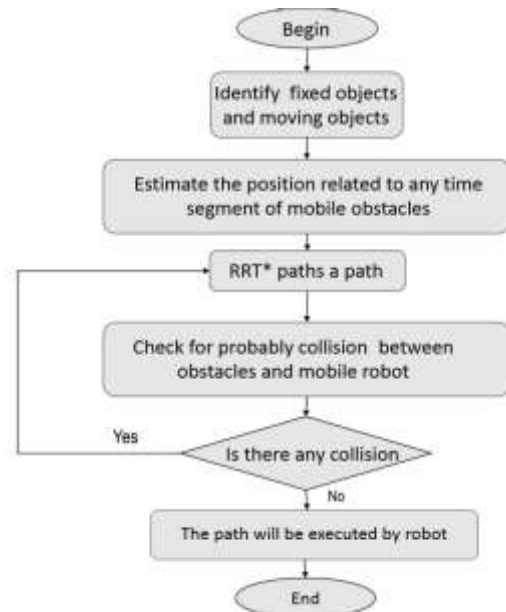 Begin
Identify fixed objects
and moving objects
Estimate the position related to any time
segment of mobile obstacles
RRT* paths a path
Check for probably collision between
obstacles and mobile robot
Yes
Is there any collision
No
The path will be executed by robot
End